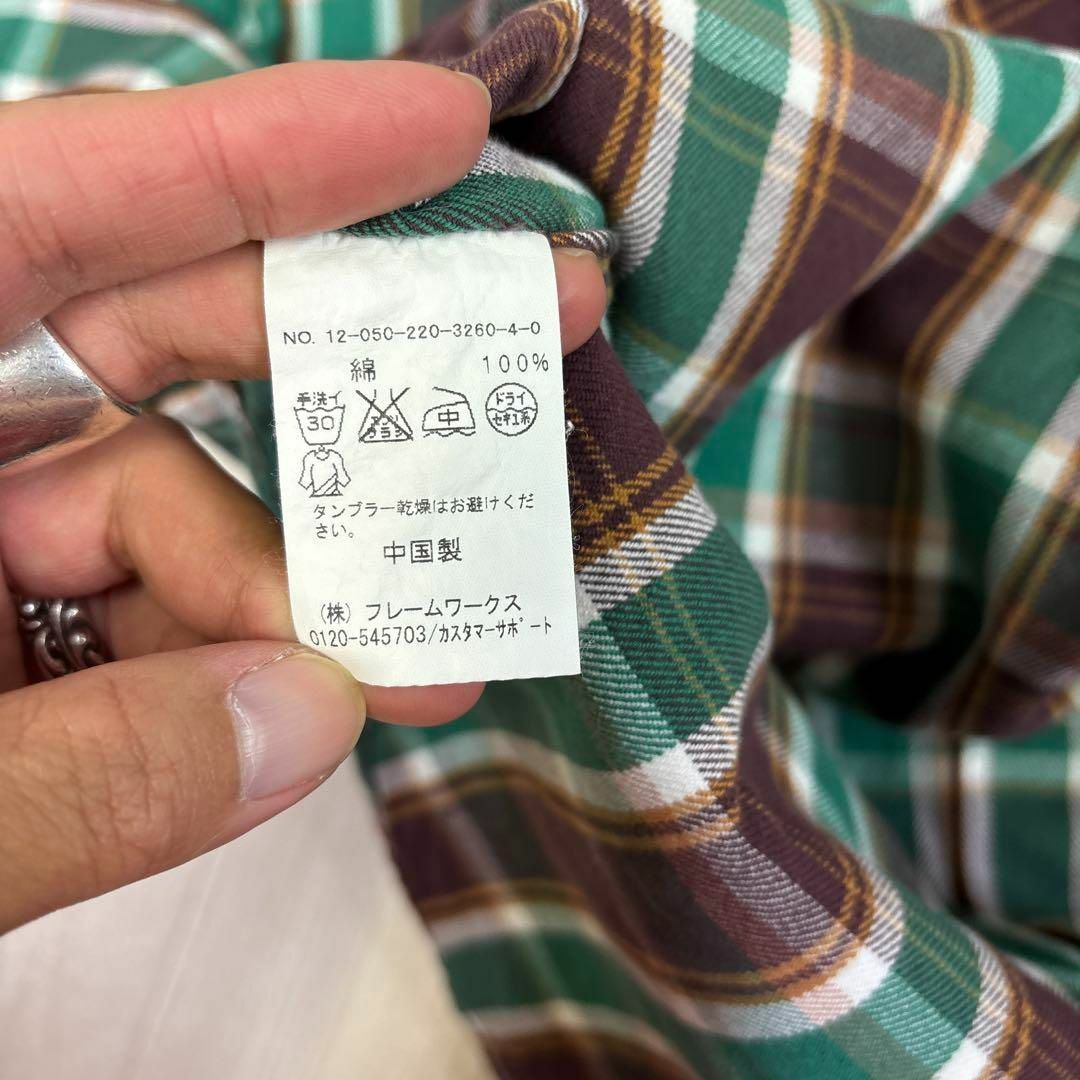 NO. 12-050-220-3260-4-0
綿 100%
手洗イ 30 中 ドライ セキユ系
タンブラー乾燥はお避けくだ
さい。
中国製
(株) フレームワークス
0120-545703/カスタマーサポート